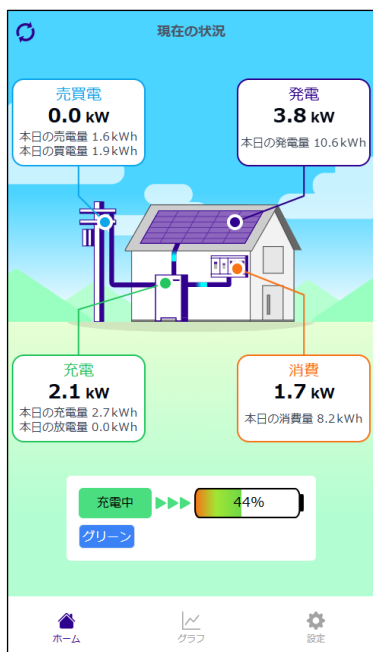 現在の状況
売買電
0.0 kW
本日の売電量 1.6kWh
本日の買電量 1.9kWh
発電
3.8 kW
本日の発電量 10.6kWh
充電
2.1 kW
本日の充電量 2.7kWh
本日の放電量 0.0kWh
消費
1.7 kW
本日の消費量 8.2kWh
充電中
44%
グリーン
ホーム
グラフ
設定